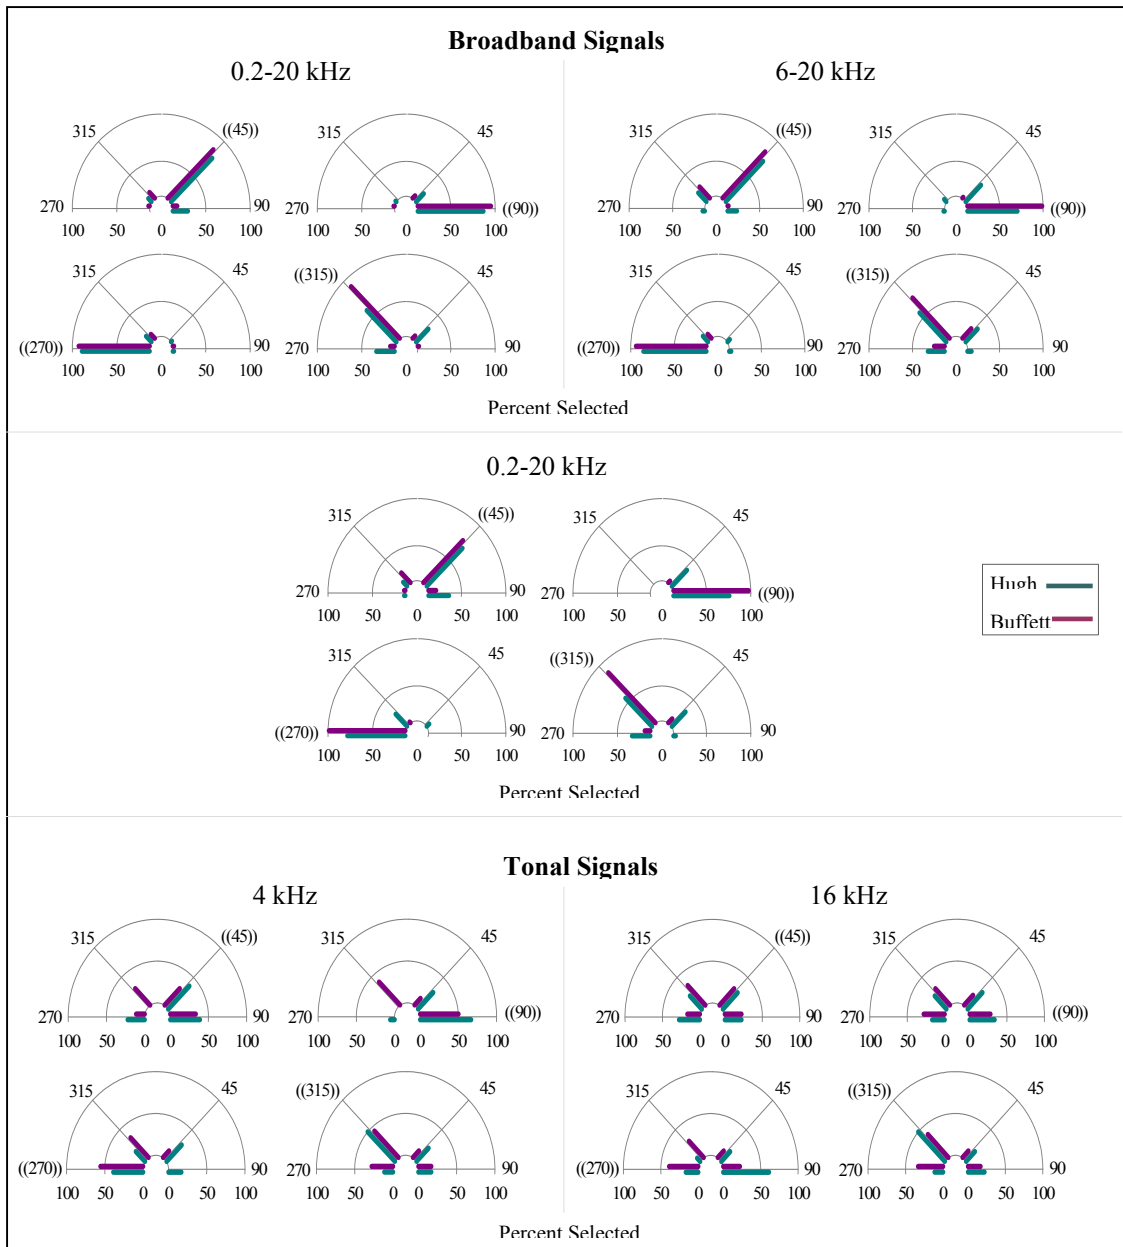 Broadband Signals
0.2-20 kHz 6-20 kHz
315 ((45)) 45 315 ((45)) 45
270 90 ((90)) 270 90 ((90))
100 50 0 50 100 100 50 0 50 100 100 50 0 50 100 100 50 0 50 100
315 45 ((315)) 45 315 45 ((315)) 45
((270)) 90 270 90 ((270)) 90 270 90
100 50 0 50 100 100 50 0 50 100 100 50 0 50 100 100 50 0 50 100
Percent Selected
0.2-20 kHz
315 ((45)) 315 45
270 90 270 ((90))
100 50 0 50 100 100 50 0 50 100
315 45 ((315)) 45
((270)) 90 270 90
100 50 0 50 100 100 50 0 50 100
Percent Selected
Hugh
Buffett
Tonal Signals
4 kHz 16 kHz
315 ((45)) 315 45 315 ((45)) 315 45
270 90 270 ((90)) 270 90 270 ((90))
100 50 0 0 50 100 100 50 0 0 50 100 100 50 0 0 50 100 100 50 0 0 50 100
315 45 ((315)) 45 315 45 ((315)) 45
((270)) 90 270 90 ((270)) 90 270 90
100 50 0 0 50 100 100 50 0 0 50 100 100 50 0 0 50 100 100 50 0 0 50 100
Percent Selected